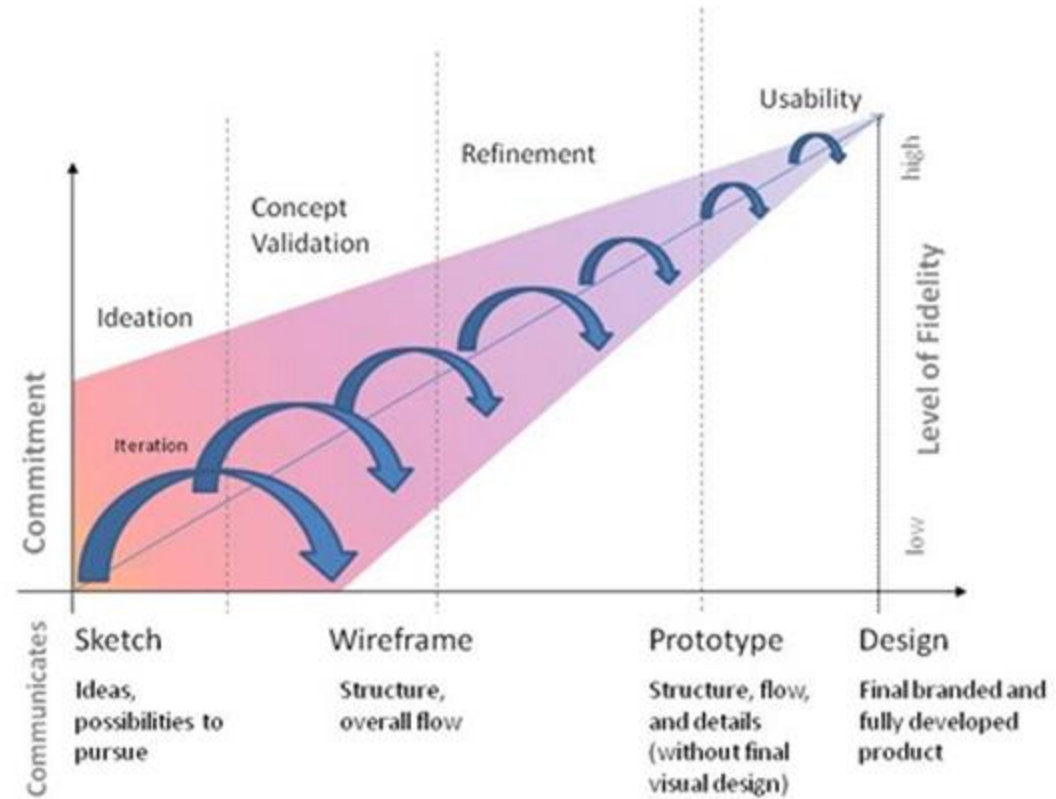 Usability
high
Refinement
Concept
Validation
Ideation
Level of Fidelity
Commitment
Iteration
low
Communicates
Sketch
Ideas,
possibilities to
pursue
Wireframe
Structure,
overall flow
Prototype
Structure, flow,
and details
(without final
visual design)
Design
Final branded and
fully developed
product